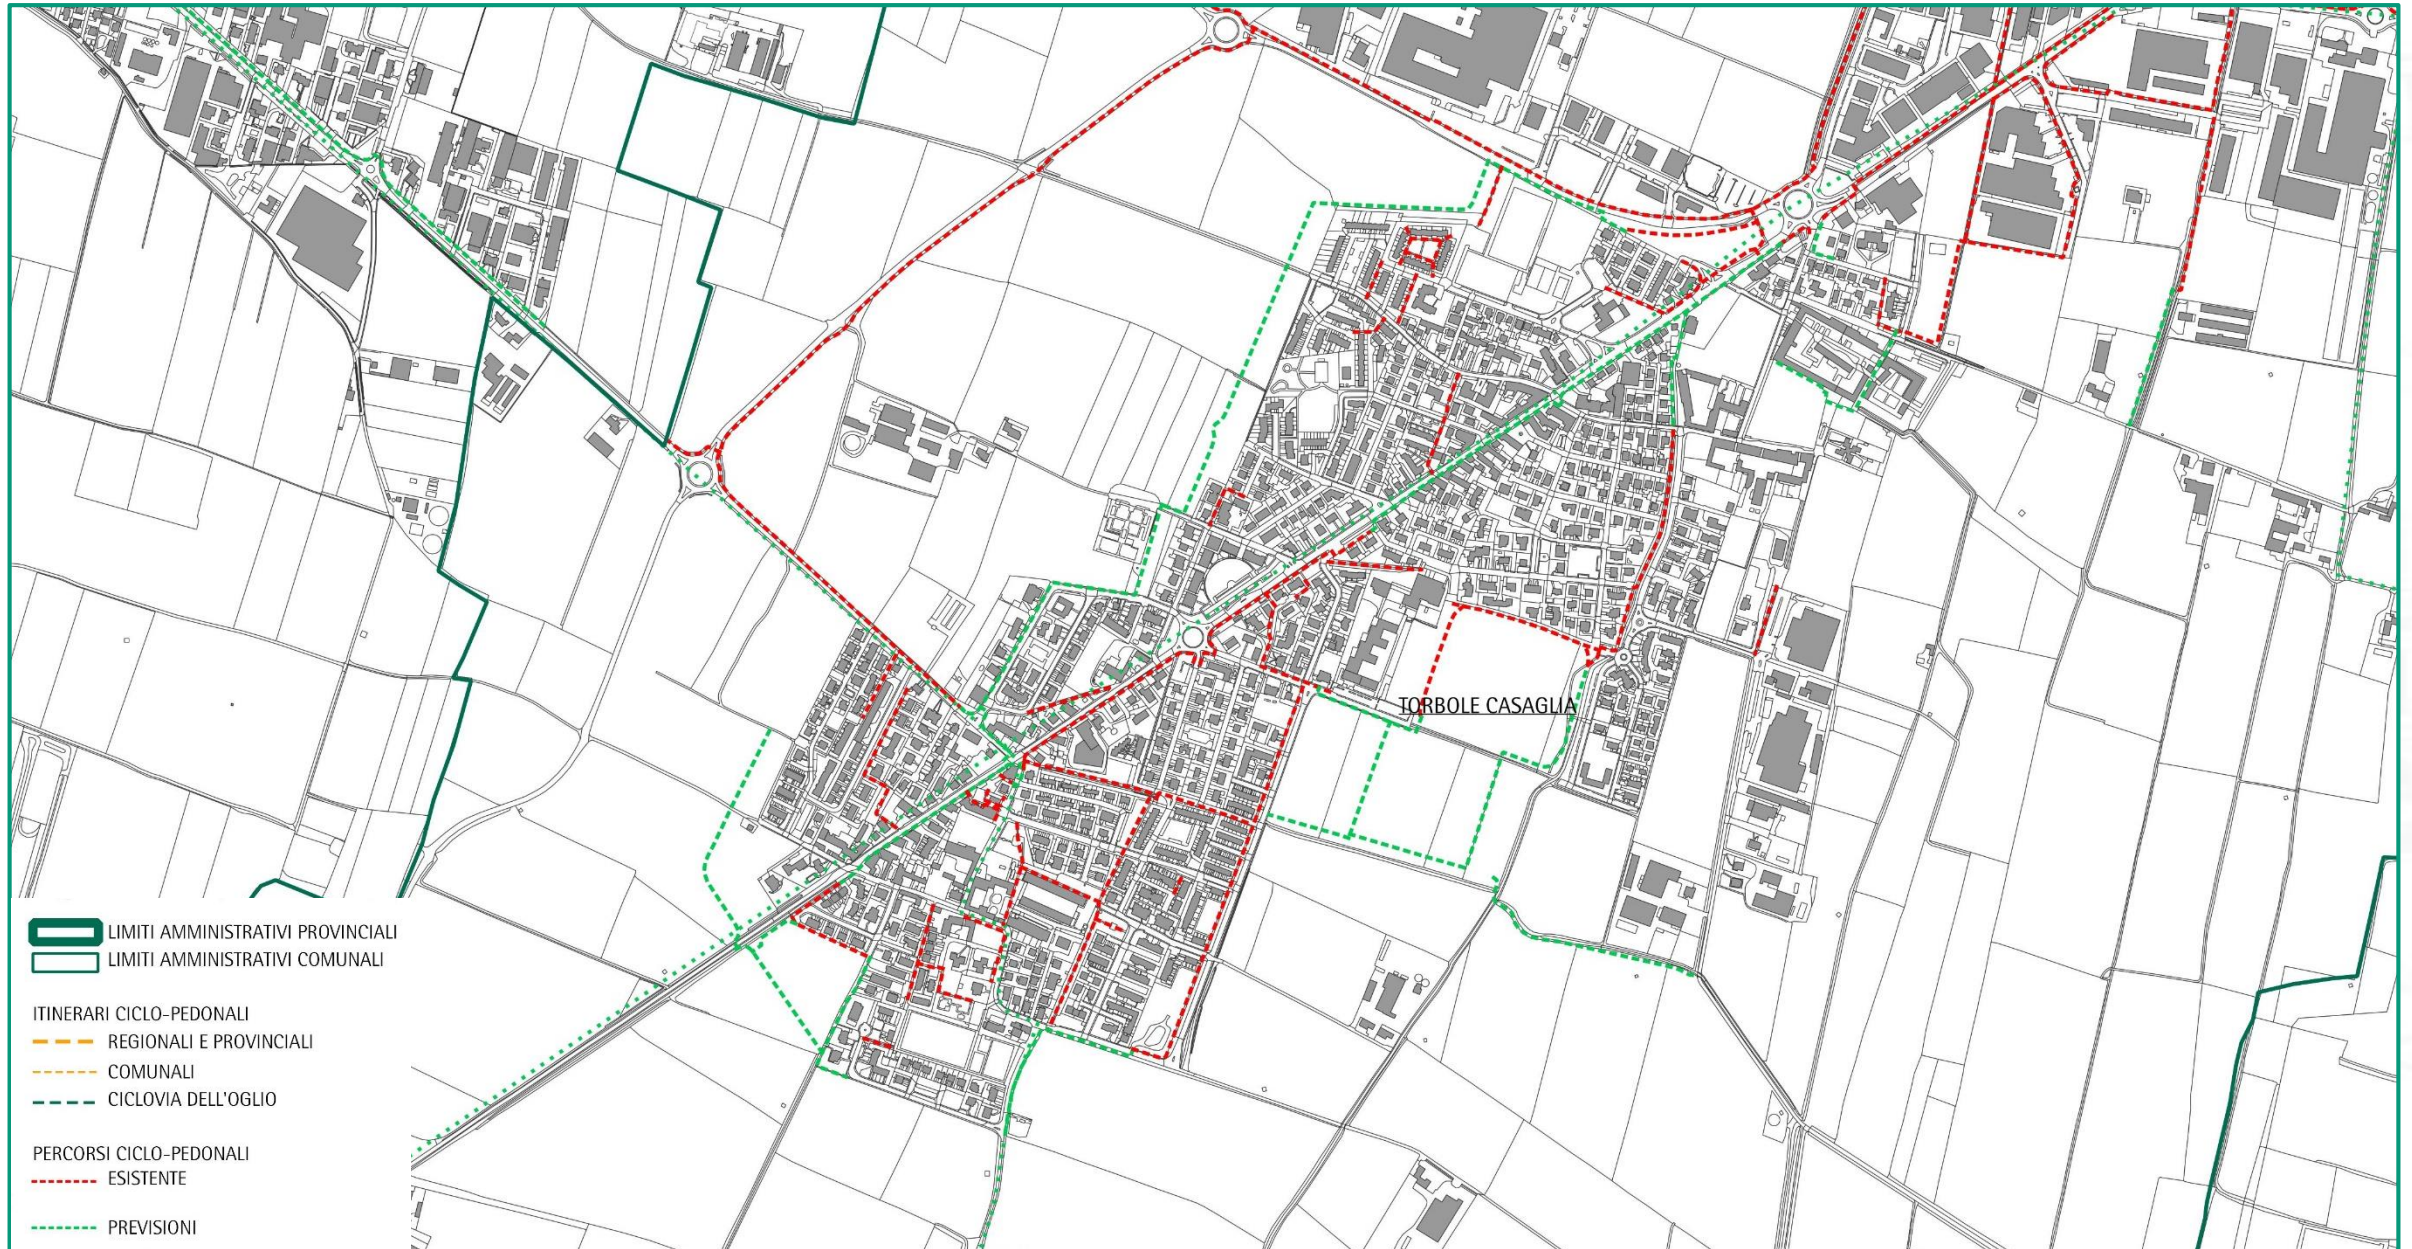 TORBOLE CASAGLIA
LIMITI AMMINISTRATIVI PROVINCIALI
LIMITI AMMINISTRATIVI COMUNALI
ITINERARI CICLO-PEDONALI
REGIONALI E PROVINCIALI
COMUNALI
CICLOVIA DELL'OGLIO
PERCORSI CICLO-PEDONALI
ESISTENTE
PREVISIONI